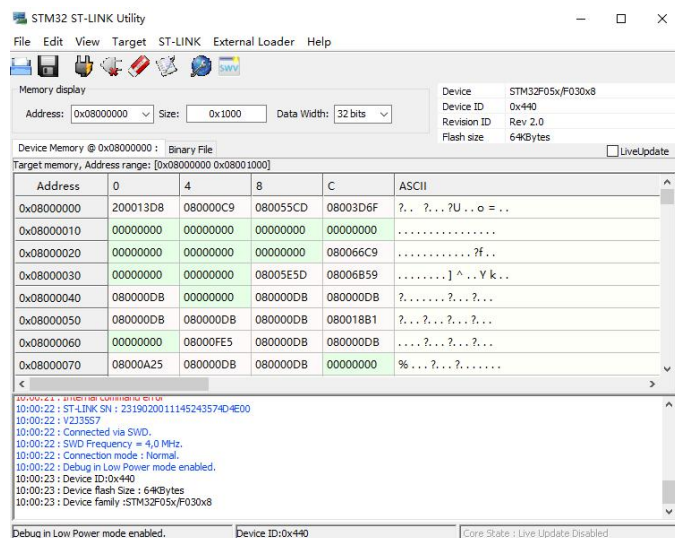 STM32 ST-LINK Utility
File Edit View Target ST-LINK External Loader Help
SWV
Memory display
Address: 0x08000000 Size: 0x1000 Data Width: 32 bits
Device STM32F05x/F030x8
Device ID 0x440
Revision ID Rev 2.0
Flash size 64KBytes
LiveUpdate
Device Memory @ 0x08000000 : Binary File
Target memory, Address range: [0x08000000 0x08001000]
Address 0 4 8 C ASCII
0x08000000 200013D8 080000C9 080055CD 08003D6F ?.. ?...?U..o=..
0x08000010 00000000 00000000 00000000 00000000 ................
0x08000020 00000000 00000000 00000000 080066C9 ............?f..
0x08000030 00000000 00000000 08005E5D 08006B59 ........]^..Yk..
0x08000040 080000DB 00000000 080000DB 080000DB ?.......?...?...
0x08000050 080000DB 080000DB 080000DB 080018B1 ?...?...?...?...
0x08000060 00000000 08000FE5 080000DB 080000DB ....?...?...?...
0x08000070 08000A25 080000DB 080000DB 00000000 %...?...?.......
10:00:21 : Internal command error
10:00:22 : ST-LINK SN : 2319020011145243574D4E00
10:00:22 : V2J35S7
10:00:22 : Connected via SWD.
10:00:22 : SWD Frequency = 4,0 MHz.
10:00:22 : Connection mode : Normal.
10:00:22 : Debug in Low Power mode enabled.
10:00:23 : Device ID:0x440
10:00:23 : Device flash Size : 64KBytes
10:00:23 : Device family :STM32F05x/F030x8
Debug in Low Power mode enabled. Device ID:0x440 Core State : Live Update Disabled